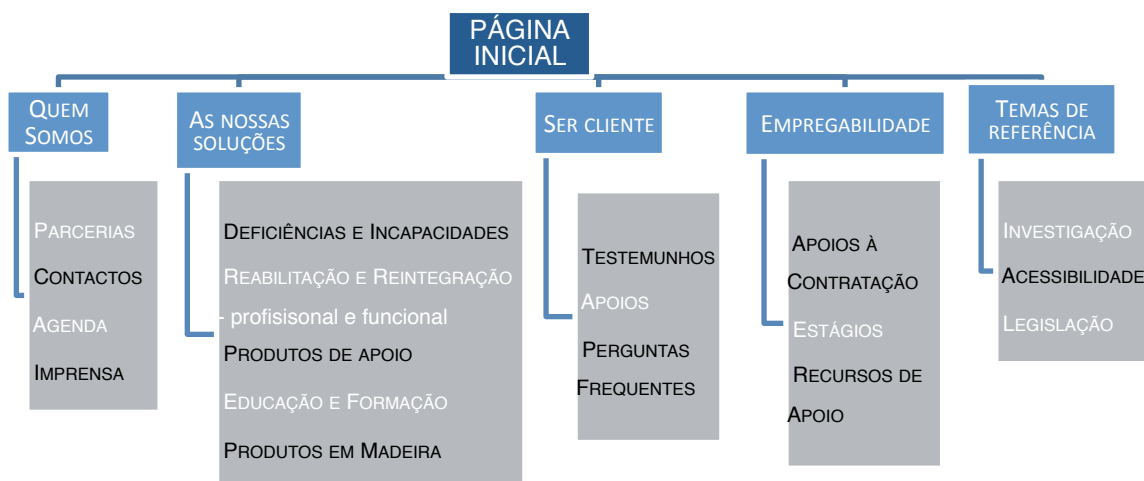 PÁGINA
INICIAL
QUEM
SOMOS
AS NOSSAS
SOLUÇÕES
SER CLIENTE
EMPREGABILIDADE
TEMAS DE
REFERÊNCIA
PARCERIAS
CONTACTOS
AGENDA
IMPRENSA
DEFICIÊNCIAS E INCAPACIDADES
REABILITAÇÃO E REINTEGRAÇÃO
- profisisonal e funcional
PRODUTOS DE APOIO
EDUCAÇÃO E FORMAÇÃO
PRODUTOS EM MADEIRA
TESTEMUNHOS
APOIOS
PERGUNTAS
FREQUENTES
APOIOS À
CONTRATAÇÃO
ESTÁGIOS
RECURSOS DE
APOIO
INVESTIGAÇÃO
ACESSIBILIDADE
LEGISLAÇÃO